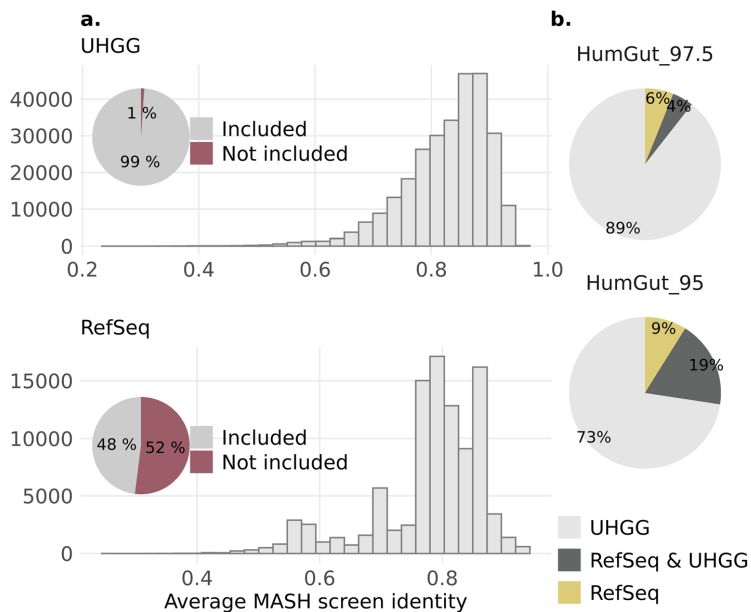 a.
UHGG
40000
30000
20000
10000
0
0.2 0.4 0.6 0.8 1.0
1 %
99 %
Included
Not included
RefSeq
15000
10000
5000
0
0.4 0.6 0.8
48 % 52 %
Included
Not included
Average MASH screen identity
b.
HumGut_97.5
6% 4%
89%
HumGut_95
9%
19%
73%
UHGG
RefSeq & UHGG
RefSeq